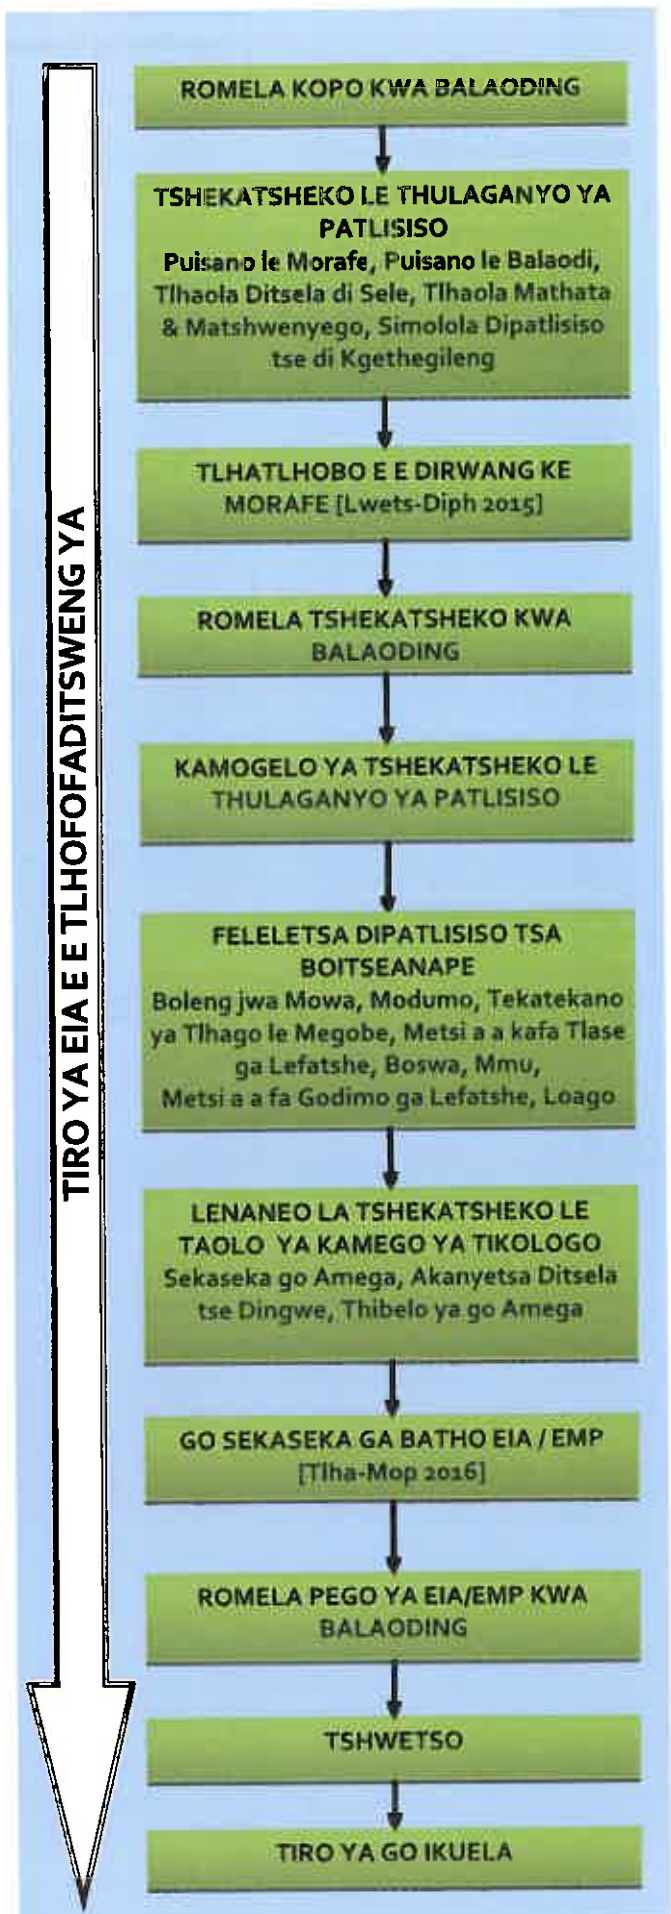 TIRO YA EIA E E TLHOFOFADITSWENG YA
ROMELA KOPO KWA BALAODING
TSHEKATSHEKO LE THULAGANYO YA
PATLISISO
Puisano le Morafe, Puisano le Balaodi,
Tlhaola Ditsela di Sele, Tlhaola Mathata
& Matshwenyego, Simolola Dipatlisiso
tse di Kgethegileng
TLHATLHOBO E E DIRWANG KE
MORAFE [Lwets-Diph 2015]
ROMELA TSHEKATSHEKO KWA
BALAODING
KAMOGELO YA TSHEKATSHEKO LE
THULAGANYO YA PATLISISO
FELELETSA DIPATLISISO TSA
BOITSEANAPE
Boleng jwa Mowa, Modumo, Tekatekano
ya Tlhago le Megobe, Metsi a a kafa Tlase
ga Lefatshe, Boswa, Mmu,
Metsi a a fa Godimo ga Lefatshe, Loago
LENANEO LA TSHEKATSHEKO LE
TAOLO YA KAMEGO YA TIKOLOGO
Sekaseka go Amega, Akanyetsa Ditsela
tse Dingwe, Thibelo ya go Amega
GO SEKASEKA GA BATHO EIA / EMP
[Tlha-Mop 2016]
ROMELA PEGO YA EIA/EMP KWA
BALAODING
TSHWETSO
TIRO YA GO IKUELA